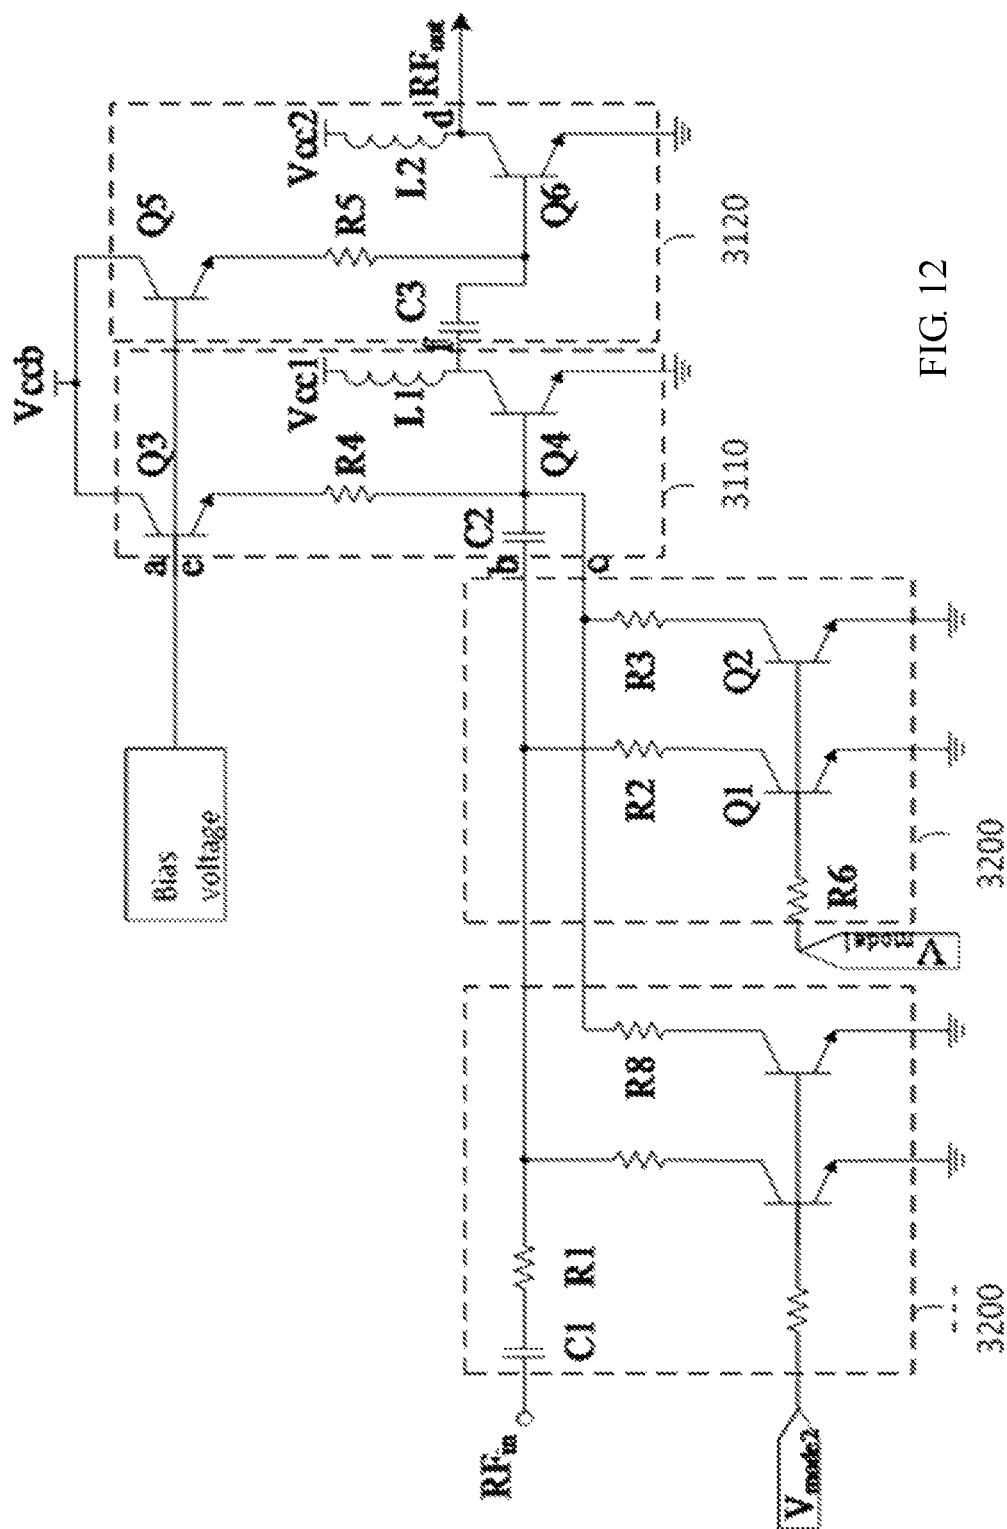 Vccb
Q3
Q5
Bias
voltage
a
c
Vcc1
Vcc2
R4
R5
L1
L2
RFout
d
C3
f
C2
b
c
Q4
Q6
3110
3120
RFin
C1
R1
R8
R2
R3
Q1
Q2
R6
Vmode1
Vmode2
3200
3200
FIG. 12